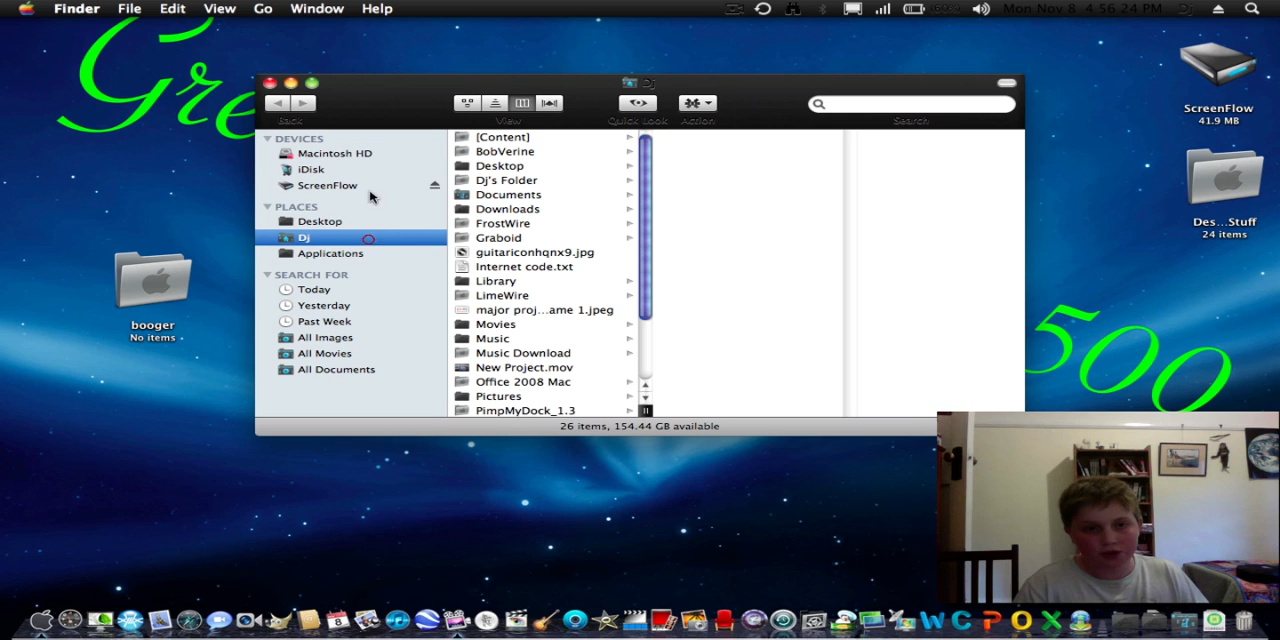 Finder File Edit View Go Window Help Mon Nov 8 4:56:24 PM Dj
Gre
Dj
Back View Quick Look Action Search
DEVICES
Macintosh HD
iDisk
ScreenFlow
PLACES
Desktop
Dj
Applications
SEARCH FOR
Today
Yesterday
Past Week
All Images
All Movies
All Documents
[Content]
BobVerine
Desktop
Dj's Folder
Documents
Downloads
FrostWire
Graboid
guitariconhqnx9.jpg
Internet code.txt
Library
LimeWire
major proj...ame 1.jpeg
Movies
Music
Music Download
New Project.mov
Office 2008 Mac
Pictures
PimpMyDock_1.3
26 items, 154.44 GB available
booger
No items
ScreenFlow
41.9 MB
Des...Stuff
24 items
500
8
W C P O X